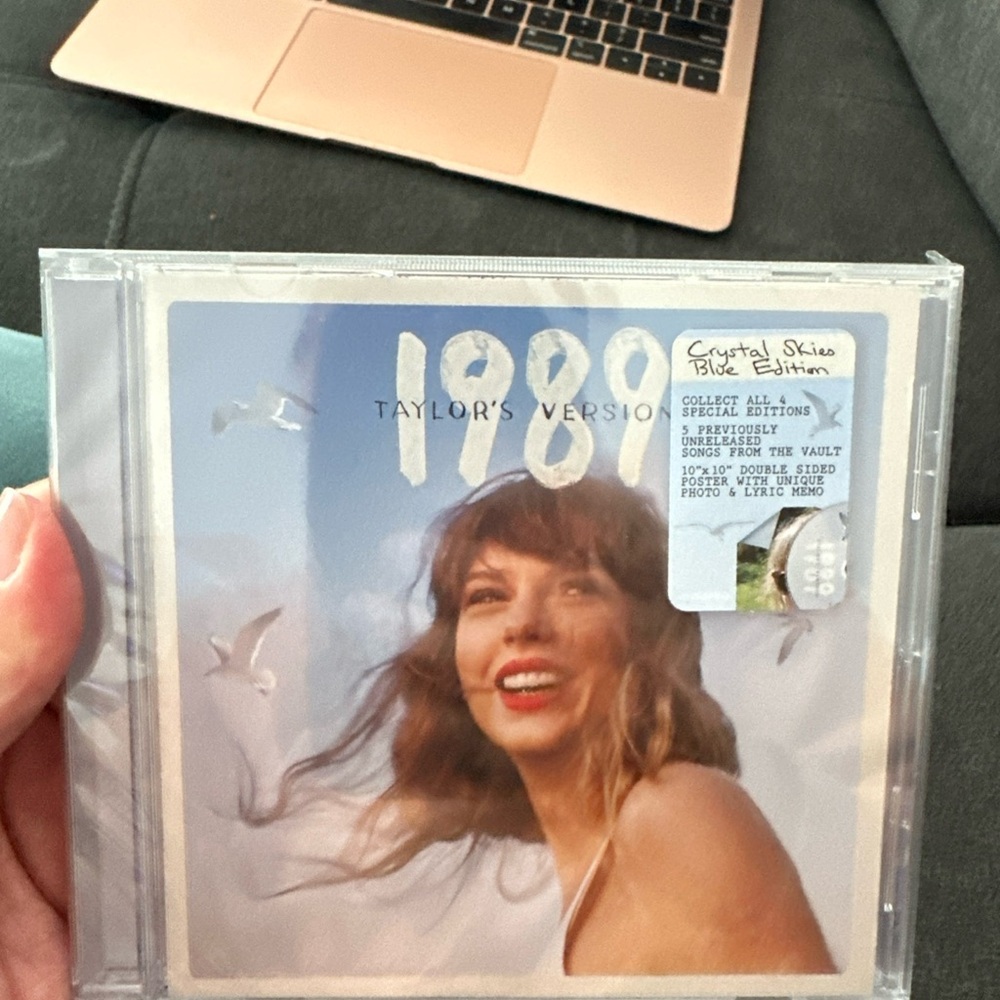 1989
TAYLOR'S VERSION
Crystal Skies
Blue Edition
COLLECT ALL 4
SPECIAL EDITIONS
5 PREVIOUSLY
UNRELEASED
SONGS FROM THE VAULT
10"x10" DOUBLE SIDED
POSTER WITH UNIQUE
PHOTO & LYRIC MEMO